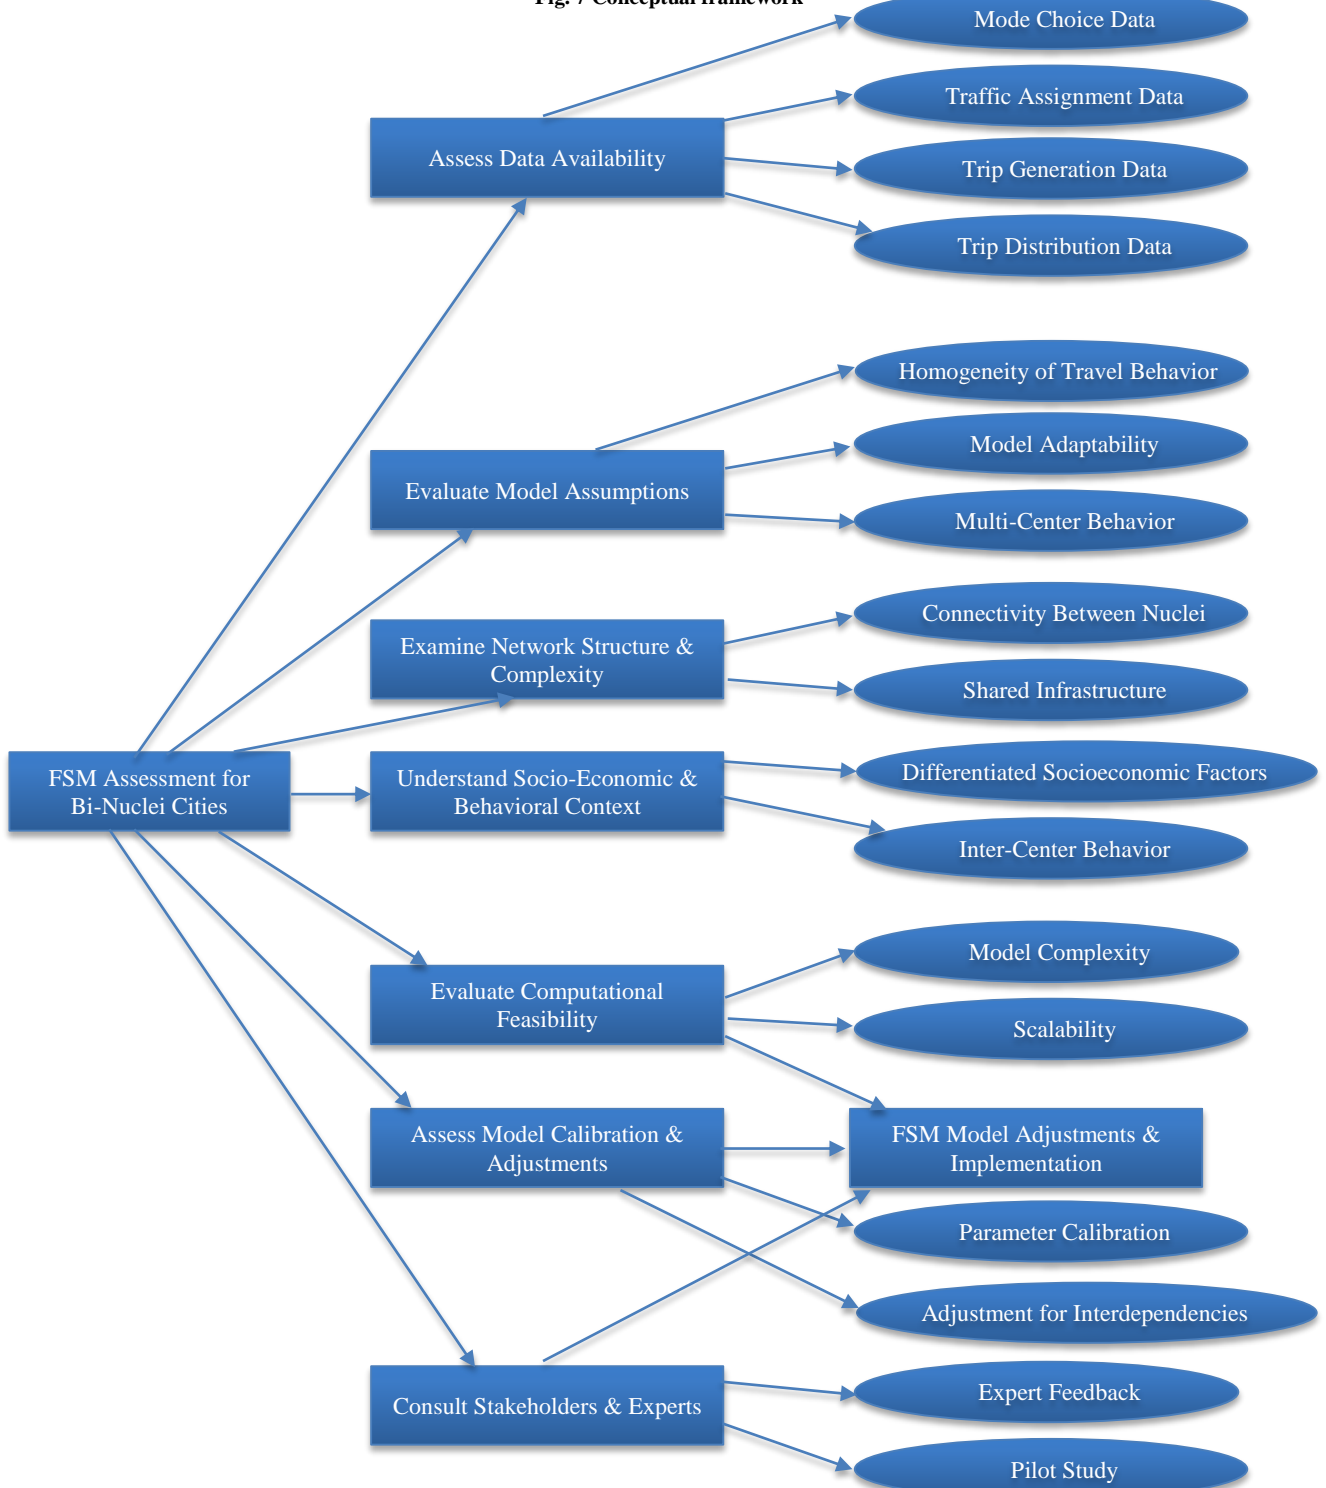 Fig. 7 Conceptual framework
Mode Choice Data
Traffic Assignment Data
Assess Data Availability
Trip Generation Data
Trip Distribution Data
Homogeneity of Travel Behavior
Model Adaptability
Evaluate Model Assumptions
Multi-Center Behavior
Connectivity Between Nuclei
Examine Network Structure &
Complexity
Shared Infrastructure
FSM Assessment for
Bi-Nuclei Cities
Understand Socio-Economic &
Behavioral Context
Differentiated Socioeconomic Factors
Inter-Center Behavior
Model Complexity
Evaluate Computational
Feasibility
Scalability
Assess Model Calibration &
Adjustments
FSM Model Adjustments &
Implementation
Parameter Calibration
Adjustment for Interdependencies
Expert Feedback
Consult Stakeholders & Experts
Pilot Study